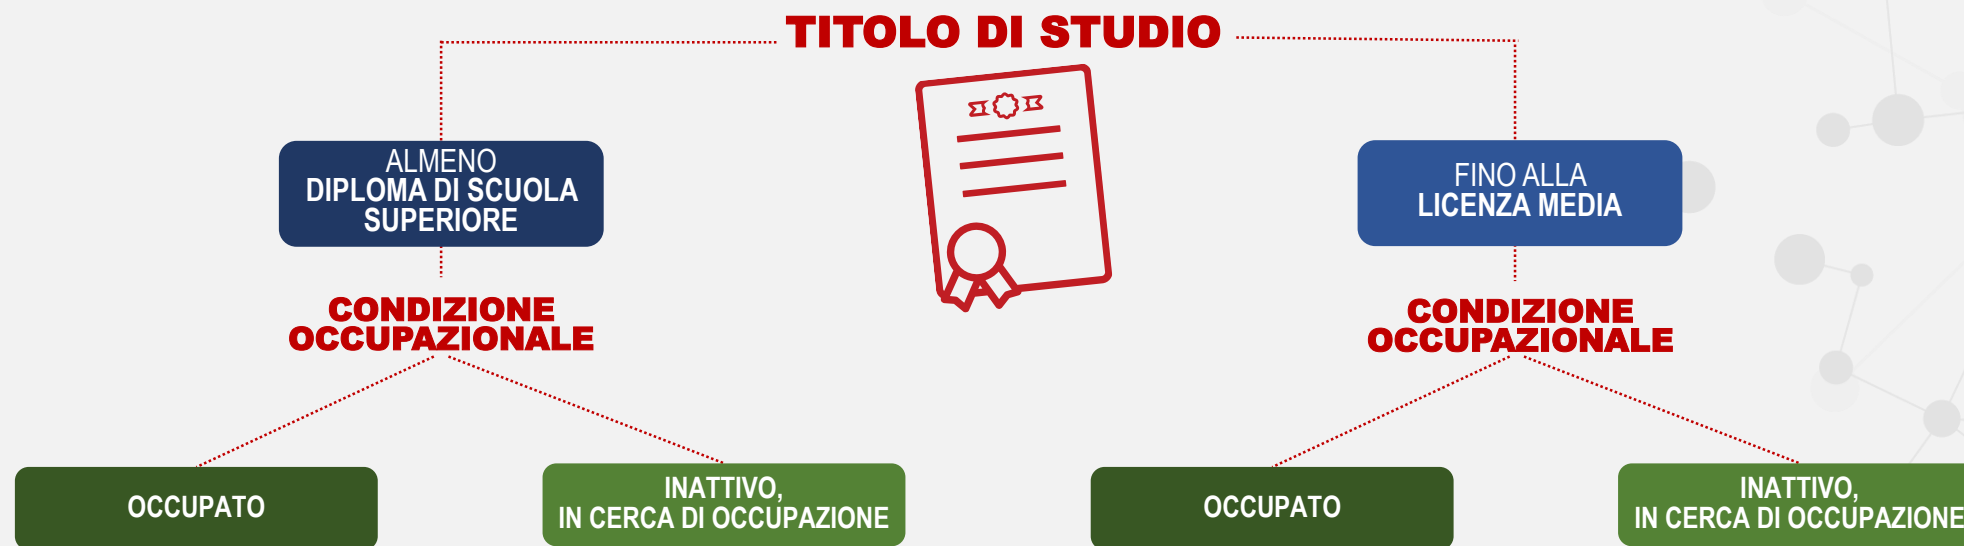 TITOLO DI STUDIO
ALMENO
DIPLOMA DI SCUOLA
SUPERIORE
FINO ALLA
LICENZA MEDIA
CONDIZIONE
OCCUPAZIONALE
CONDIZIONE
OCCUPAZIONALE
OCCUPATO
INATTIVO,
IN CERCA DI OCCUPAZIONE
OCCUPATO
INATTIVO,
IN CERCA DI OCCUPAZIONE